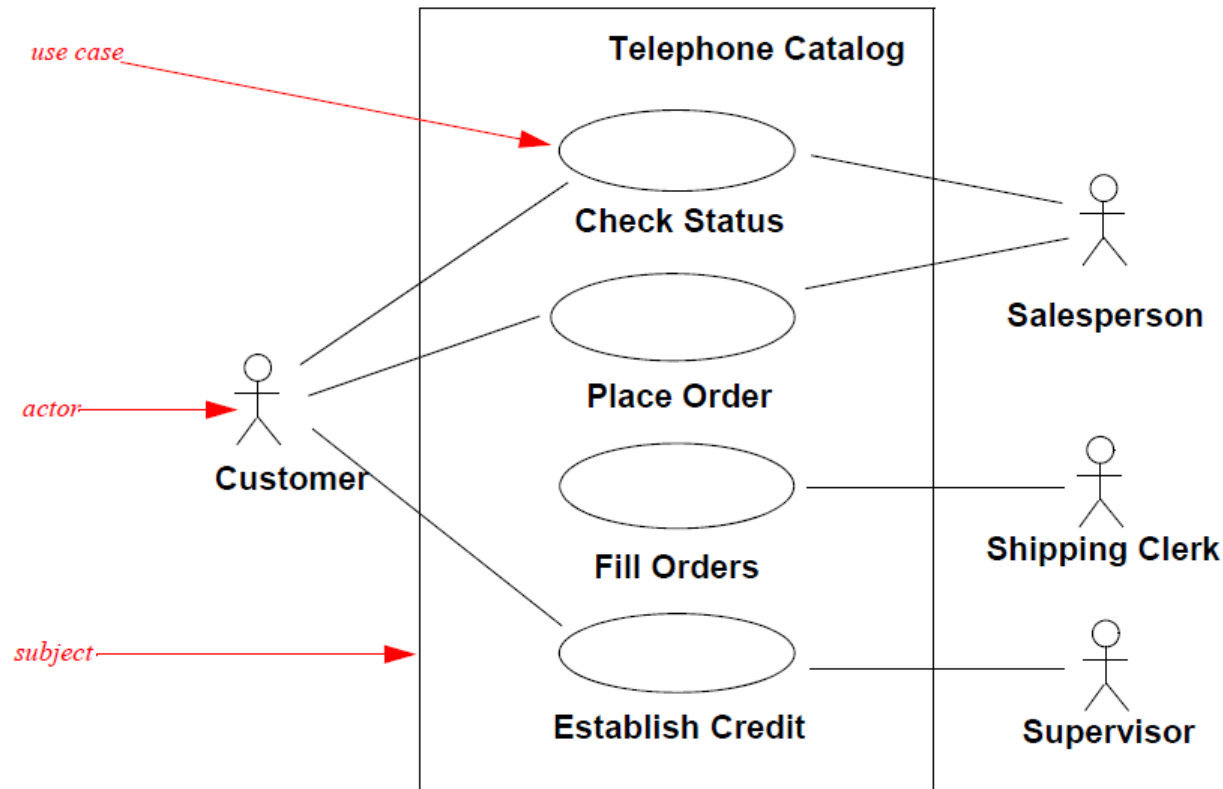 Telephone Catalog
use case
Check Status
Salesperson
Place Order
actor
Customer
Shipping Clerk
Fill Orders
subject
Establish Credit
Supervisor